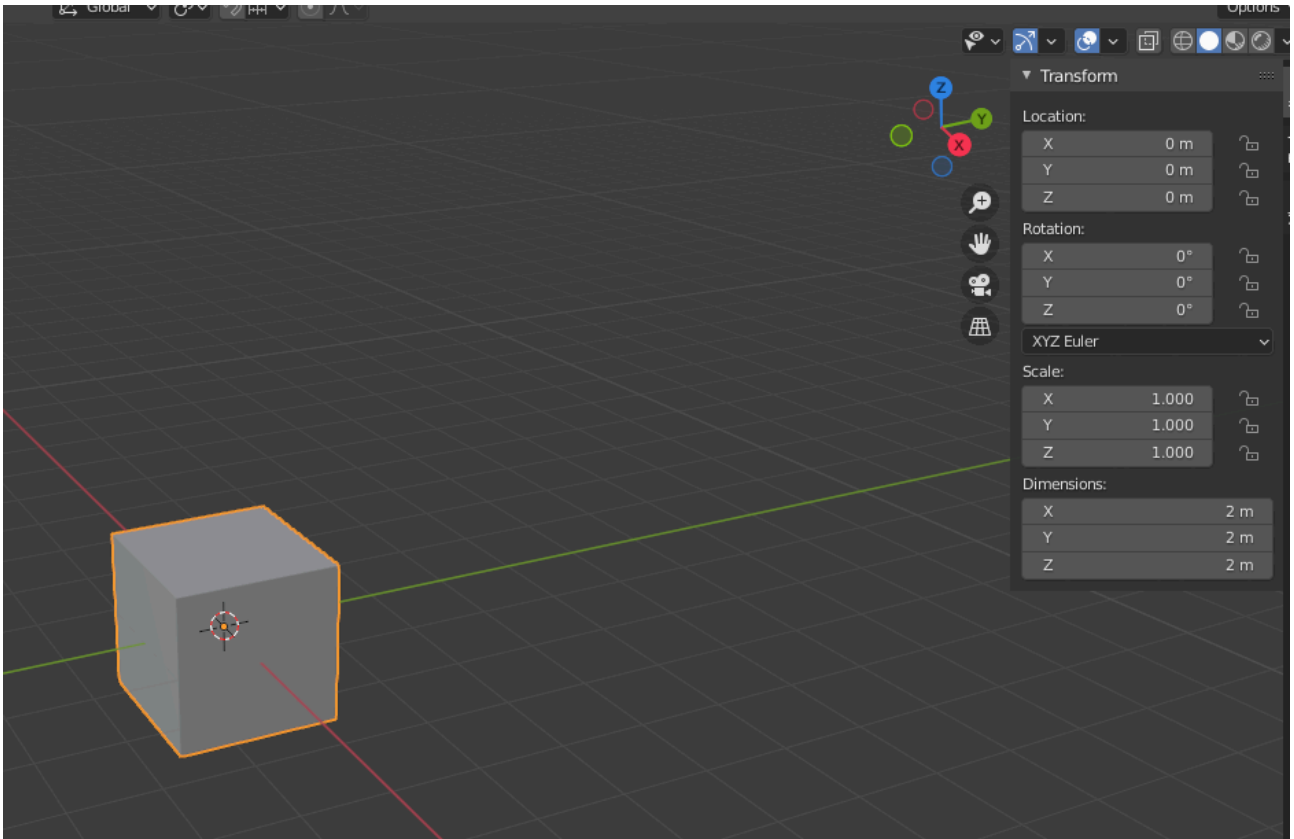 Global
Options
Transform
Z
Y
X
Location:
X 0 m
Y 0 m
Z 0 m
Rotation:
X 0°
Y 0°
Z 0°
XYZ Euler
Scale:
X 1.000
Y 1.000
Z 1.000
Dimensions:
X 2 m
Y 2 m
Z 2 m